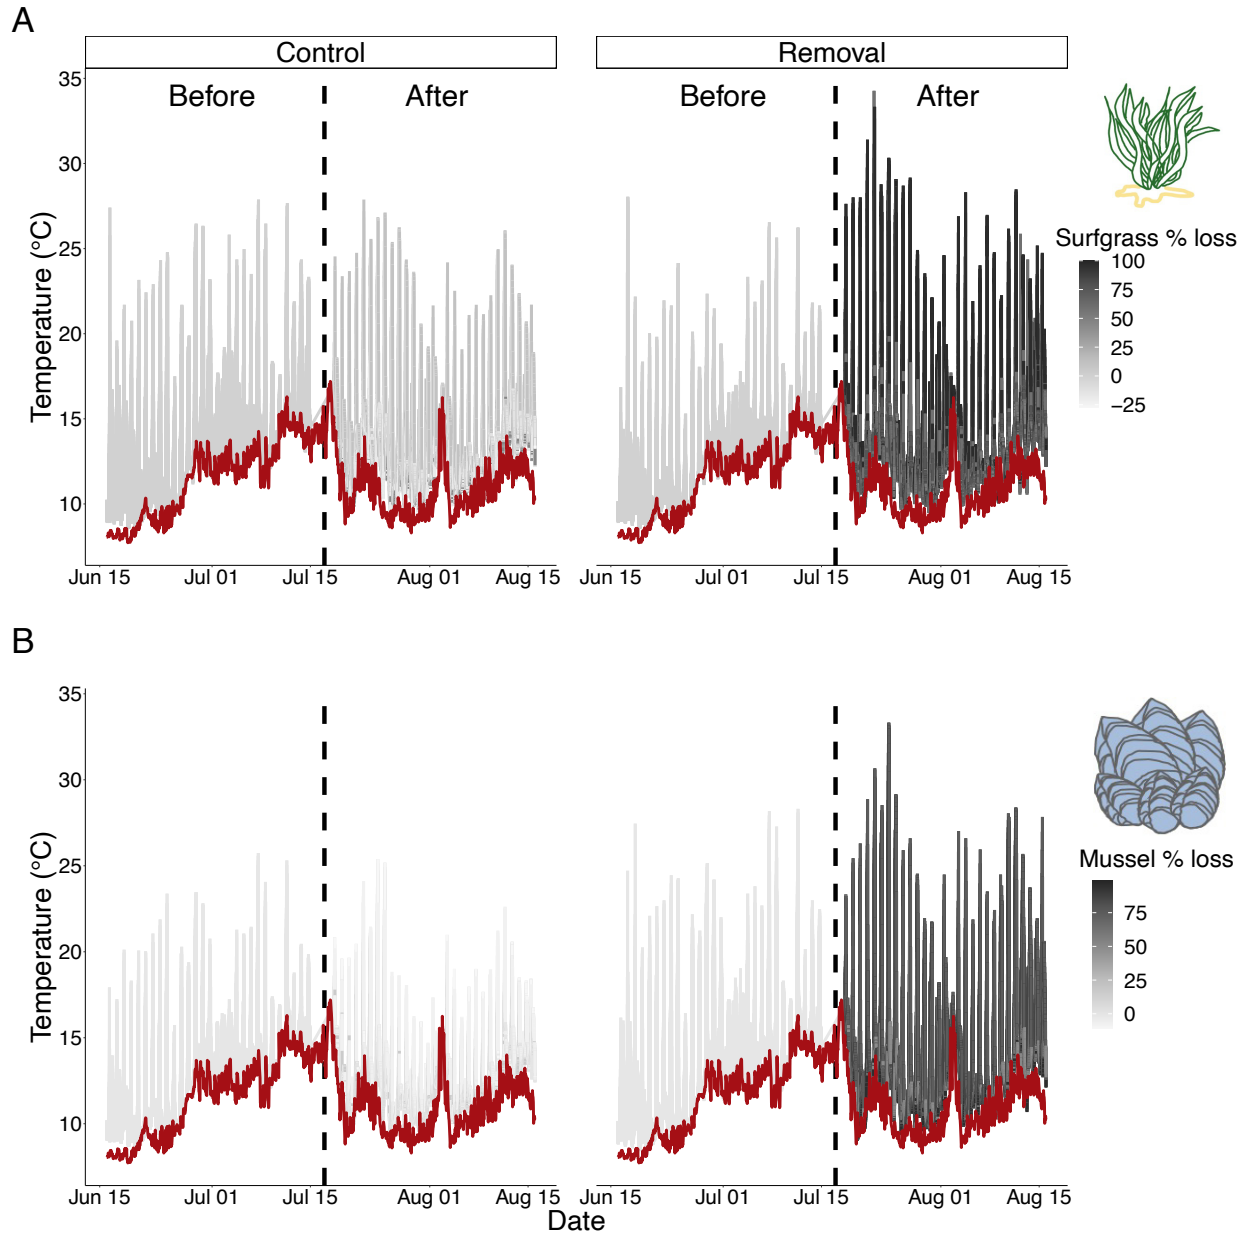 A
Control
Removal
Before
After
Before
After
Temperature (°C)
35
30
25
20
15
10
Jun 15
Jul 01
Jul 15
Aug 01
Aug 15
Jun 15
Jul 01
Jul 15
Aug 01
Aug 15
Surfgrass % loss
100
75
50
25
0
−25
B
Temperature (°C)
35
30
25
20
15
10
Jun 15
Jul 01
Jul 15
Aug 01
Aug 15
Jun 15
Jul 01
Jul 15
Aug 01
Aug 15
Date
Mussel % loss
75
50
25
0